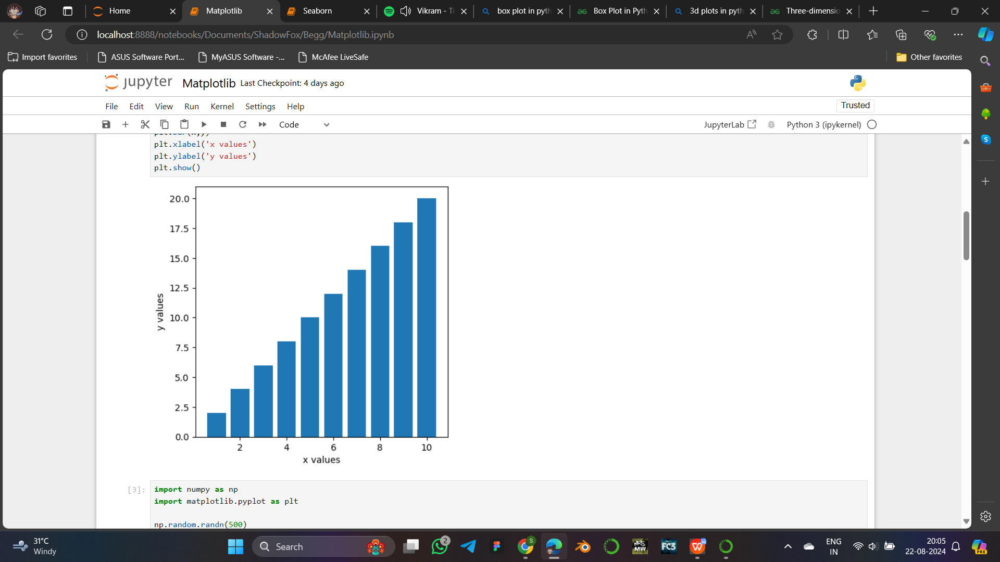 Home
Matplotlib
Seaborn
Vikram - Ti
box plot in pyth
Box Plot in Pyth
3d plots in pyth
Three-dimensio
localhost:8888/notebooks/Documents/ShadowFox/Begg/Matplotlib.ipynb
Import favorites
ASUS Software Port...
MyASUS Software -...
McAfee LiveSafe
Other favorites
jupyter Matplotlib Last Checkpoint: 4 days ago
File Edit View Run Kernel Settings Help
Trusted
Code
JupyterLab
Python 3 (ipykernel)
plt.bar(x,y)
plt.xlabel('x values')
plt.ylabel('y values')
plt.show()
20.0
17.5
15.0
12.5
10.0
7.5
5.0
2.5
0.0
y values
2 4 6 8 10
x values
[3]:
import numpy as np
import matplotlib.pyplot as plt
np.random.randn(500)
31°C
Windy
Search
2
S
MW
FC3
W
ENG
IN
20:05
22-08-2024
PRE